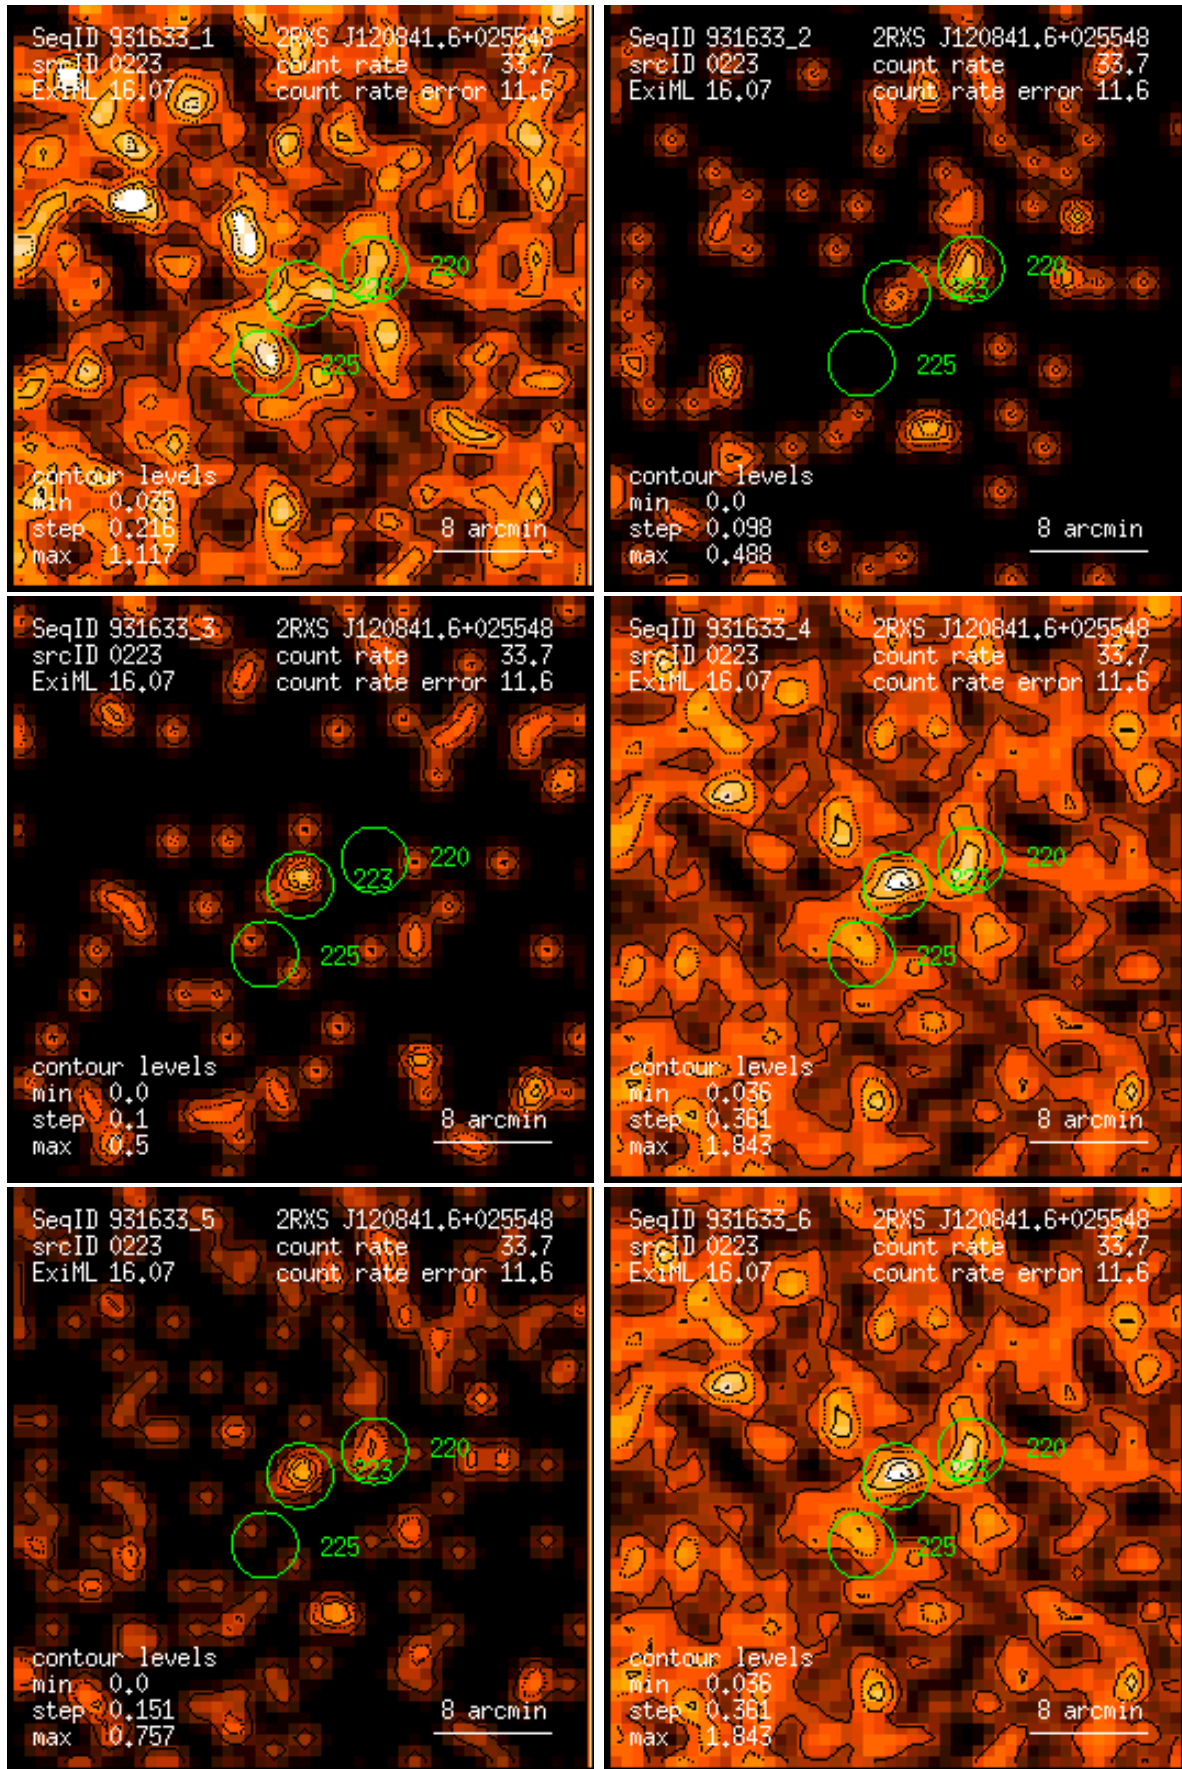 SeqID 931633_1 2RXS J120841.6+025548
srcID 0223 count rate 33.7
ExiML 16.07 count rate error 11.6
220
223
225
contour levels
min 0.035
step 0.216
max 1.117
8 arcmin
SeqID 931633_2 2RXS J120841.6+025548
srcID 0223 count rate 33.7
ExiML 16.07 count rate error 11.6
220
223
225
contour levels
min 0.0
step 0.098
max 0.488
8 arcmin
SeqID 931633_3 2RXS J120841.6+025548
srcID 0223 count rate 33.7
ExiML 16.07 count rate error 11.6
220
223
225
contour levels
min 0.0
step 0.1
max 0.5
8 arcmin
SeqID 931633_4 2RXS J120841.6+025548
srcID 0223 count rate 33.7
ExiML 16.07 count rate error 11.6
220
223
225
contour levels
min 0.036
step 0.361
max 1.843
8 arcmin
SeqID 931633_5 2RXS J120841.6+025548
srcID 0223 count rate 33.7
ExiML 16.07 count rate error 11.6
220
223
225
contour levels
min 0.0
step 0.151
max 0.757
8 arcmin
SeqID 931633_6 2RXS J120841.6+025548
srcID 0223 count rate 33.7
ExiML 16.07 count rate error 11.6
220
223
225
contour levels
min 0.036
step 0.361
max 1.843
8 arcmin